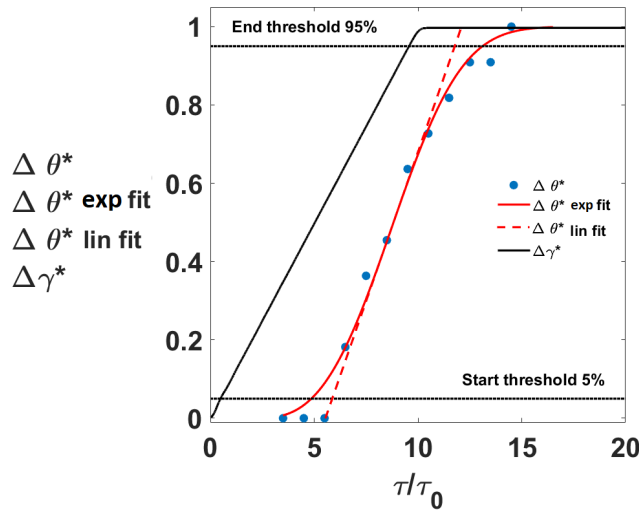 End threshold 95%
Δ θ*
Δ θ* exp fit
Δ θ* lin fit
Δγ*
1
0.8
0.6
0.4
0.2
0
Δ θ*
Δ θ* exp fit
Δ θ* lin fit
Δγ*
Start threshold 5%
0 5 10 15 20
τ/τ0